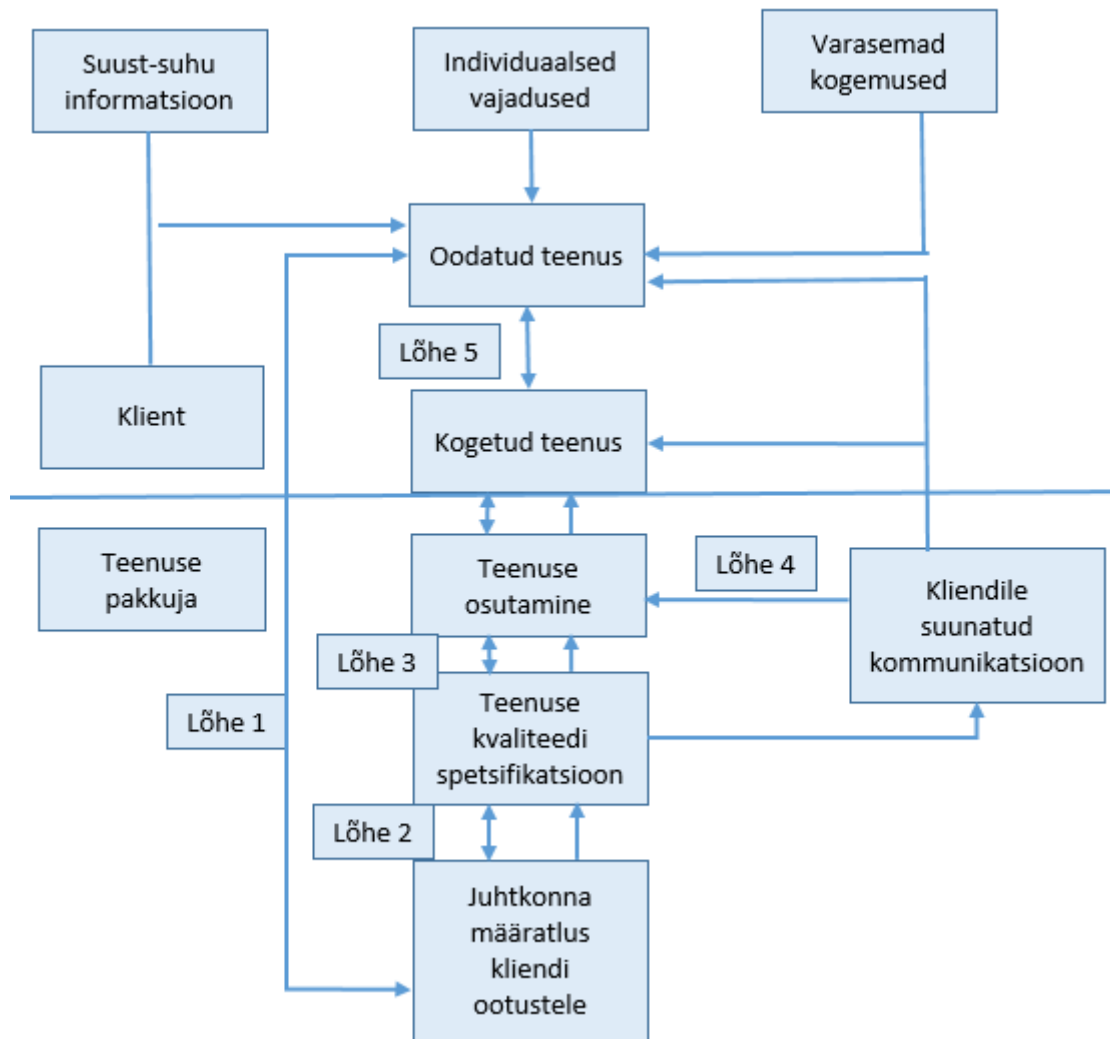 Suust-suhu
informatsioon
Individuaalsed
vajadused
Varasemad
kogemused
Oodatud teenus
Lõhe 5
Klient
Kogetud teenus
Teenuse
pakkuja
Teenuse
osutamine
Lõhe 4
Kliendile
suunatud
kommunikatsioon
Lõhe 3
Teenuse
kvaliteedi
spetsifikatsioon
Lõhe 1
Lõhe 2
Juhtkonna
määratlus
kliendi
ootustele